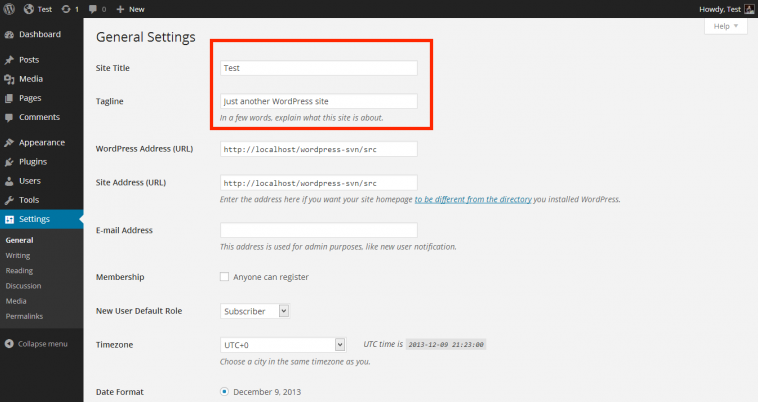 Test 1 0 + New Howdy, Test
Help
Dashboard
Posts
Media
Pages
Comments
Appearance
Plugins
Users
Tools
Settings
General
Writing
Reading
Discussion
Media
Permalinks
Collapse menu
General Settings
Site Title Test
Tagline Just another WordPress site
In a few words, explain what this site is about.
WordPress Address (URL) http://localhost/wordpress-svn/src
Site Address (URL) http://localhost/wordpress-svn/src
Enter the address here if you want your site homepage to be different from the directory you installed WordPress.
E-mail Address
This address is used for admin purposes, like new user notification.
Membership Anyone can register
New User Default Role Subscriber
Timezone UTC+0 UTC time is 2013-12-09 21:23:00
Choose a city in the same timezone as you.
Date Format December 9, 2013